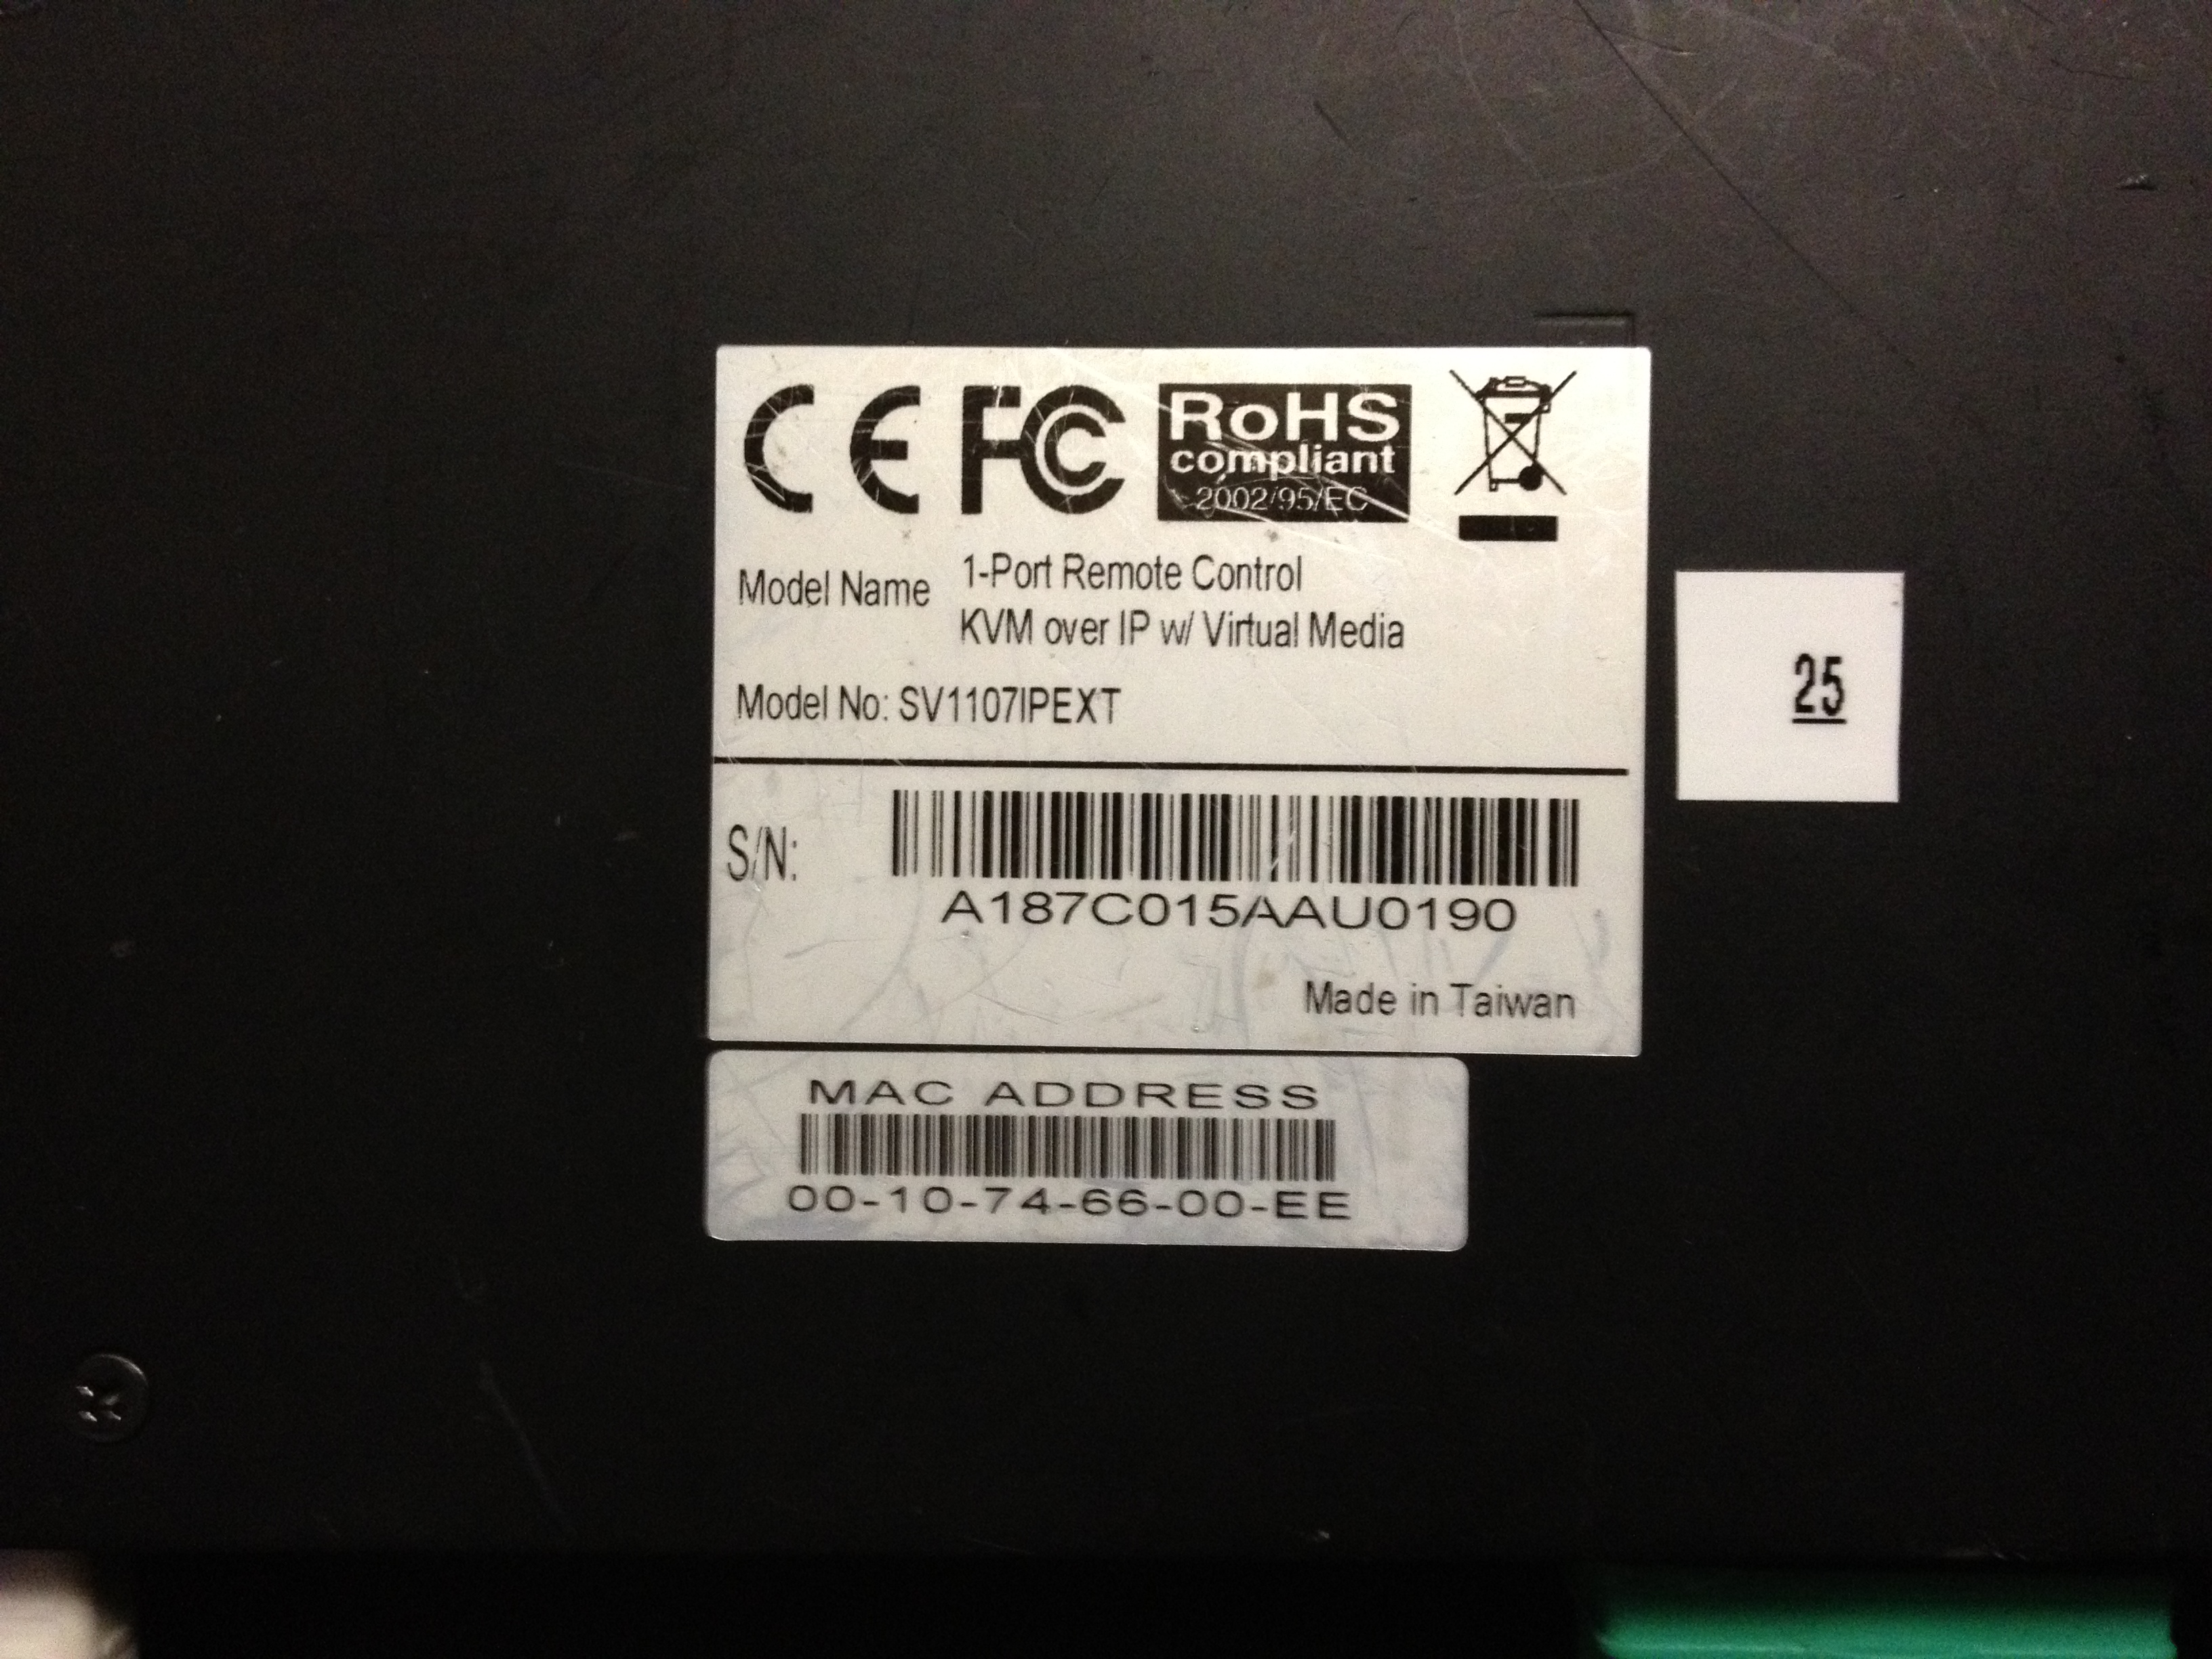 CE FC RoHS
compliant
2002/95/EC
Model Name 1-Port Remote Control
KVM over IP w/ Virtual Media
Model No: SV1107IPEXT
25
S/N:
A187C015AAU0190
Made in Taiwan
MAC ADDRESS
00-10-74-66-00-EE